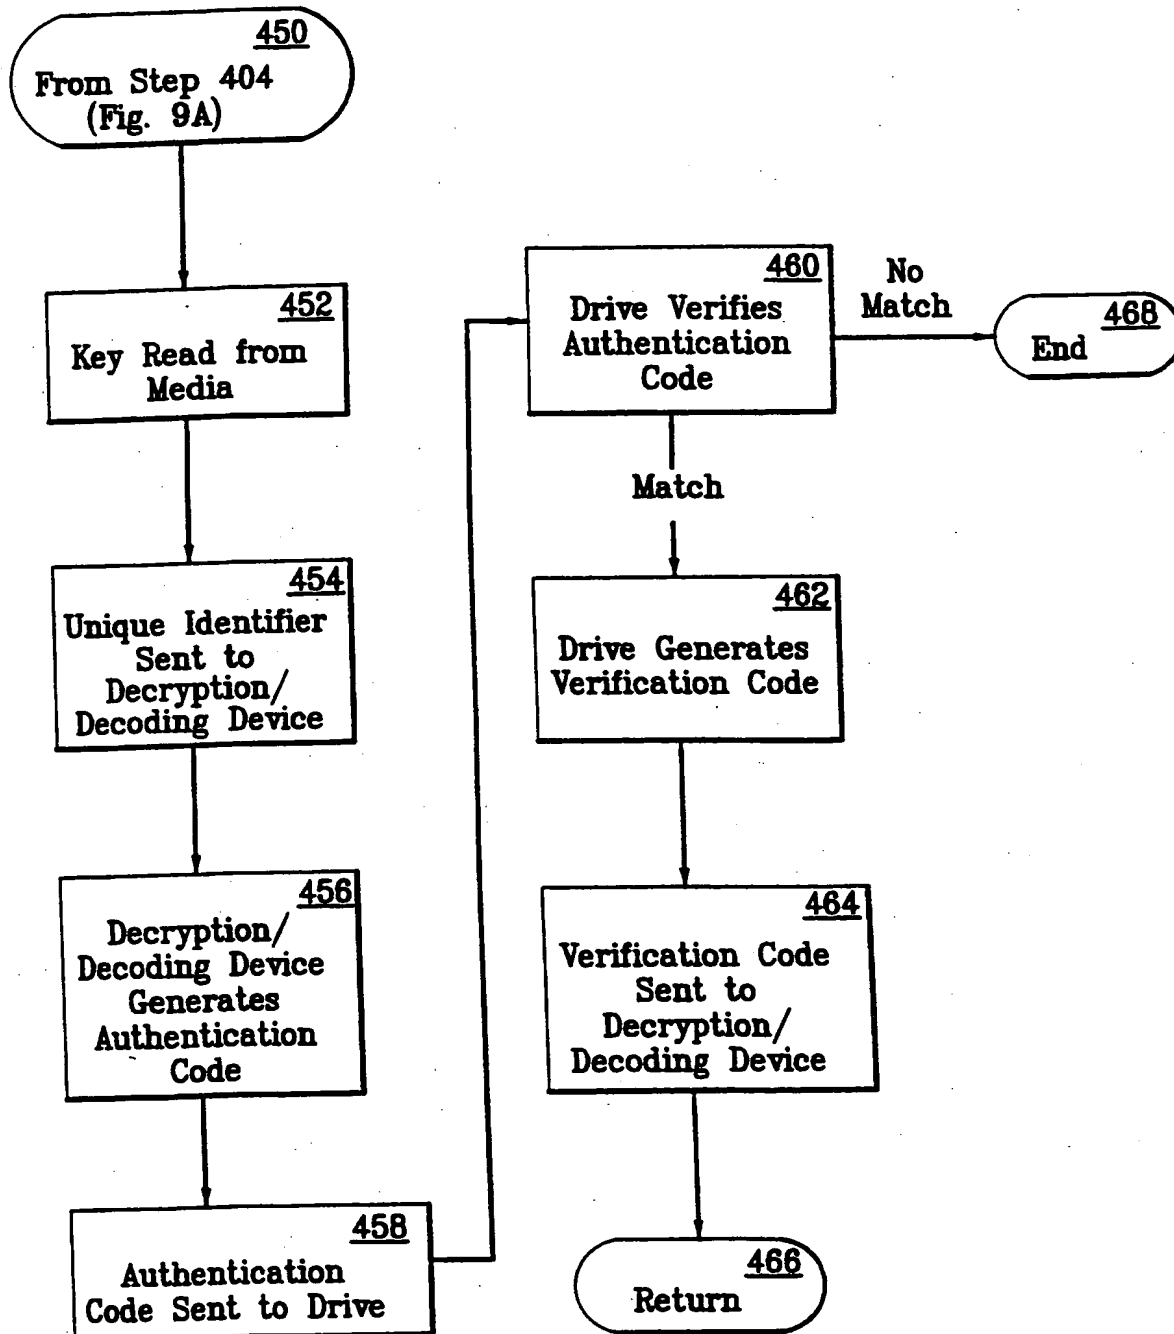 450
From Step 404
(Fig. 9A)
452
Key Read from
Media
454
Unique Identifier
Sent to
Decryption/
Decoding Device
456
Decryption/
Decoding Device
Generates
Authentication
Code
458
Authentication
Code Sent to Drive
460
Drive Verifies
Authentication
Code
No
Match
468
End
Match
462
Drive Generates
Verification Code
464
Verification Code
Sent to
Decryption/
Decoding Device
466
Return